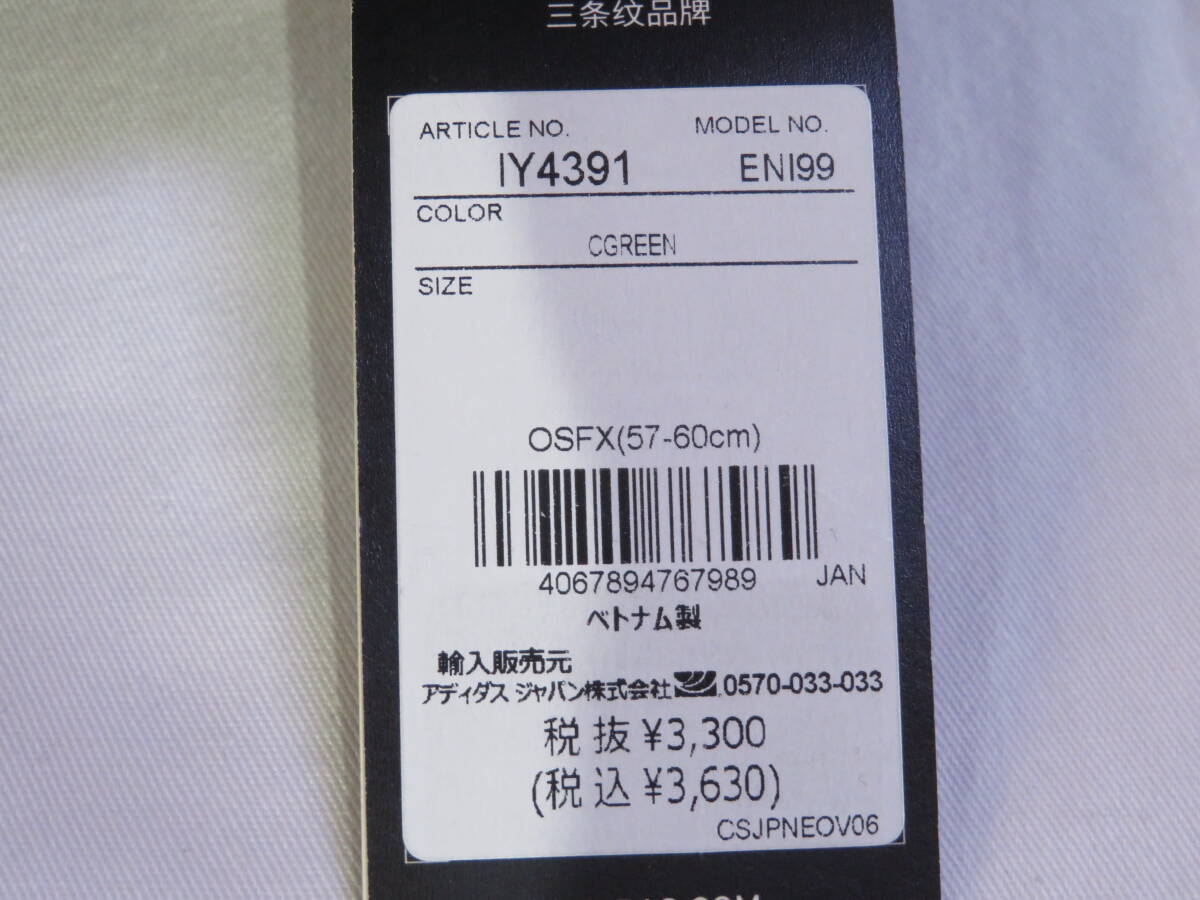 三条纹品牌
ARTICLE NO. MODEL NO.
IY4391 ENI99
COLOR
CGREEN
SIZE
OSFX(57-60cm)
4067894767989 JAN
ベトナム製
輸入販売元
アディダス ジャパン株式会社 0570-033-033
税抜 ¥3,300
(税込 ¥3,630)
CSJPNEOV06